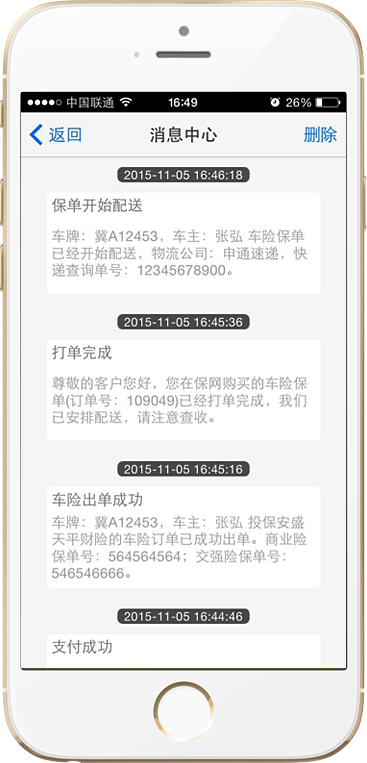 中国联通 16:49 26%
返回 消息中心 删除
2015-11-05 16:46:18
保单开始配送
车牌：冀A12453，车主：张弘 车险保单
已经开始配送，物流公司：申通速递，快
递查询单号：12345678900。
2015-11-05 16:45:36
打单完成
尊敬的客户您好，您在保网购买的车险保
单(订单号：109049)已经打单完成，我们
已安排配送，请注意查收。
2015-11-05 16:45:16
车险出单成功
车牌：冀A12453，车主：张弘 投保安盛
天平财险的车险订单已成功出单。商业险
保单号：564564564；交强险保单号：
546546666。
2015-11-05 16:44:46
支付成功